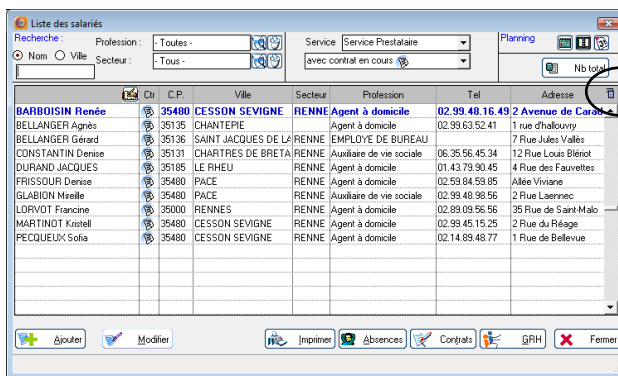 Liste des salariés
Recherche : Profession : - Toutes - Service Service Prestataire Planning
Nom Ville Secteur : - Tous - avec contrat en cours
Nb total
Ctr C.P. Ville Secteur Profession Tel Adresse
BARBOISIN Renée 35480 CESSON SEVIGNE RENNE Agent à domicile 02.99.48.16.49 2 Avenue de Carad
BELLANGER Agnès 35135 CHANTEPIE Agent à domicile 02.99.63.52.41 1 rue d'hallouvry
BELLANGER Gérard 35136 SAINT JACQUES DE LA RENNE EMPLOYE DE BUREAU 7 Rue Jules Vallès
CONSTANTIN Denise 35131 CHARTRES DE BRETA RENNE Auxiliaire de vie sociale 06.35.56.45.34 12 Rue Louis Blériot
DURAND JACQUES 35185 LE RHEU RENNE Agent à domicile 01.43.79.90.45 4 Rue des Fauvettes
FRISSOUR Denise 35480 PACE RENNE Agent à domicile 02.59.84.59.85 Allée Viviane
GLABION Mireille 35480 PACE RENNE Auxiliaire de vie sociale 02.99.48.98.56 2 Rue Laennec
LORVOT Francine 35000 RENNES RENNE Agent à domicile 02.89.09.56.56 35 Rue de Saint-Malo
MARTINOT Kristell 35480 CESSON SEVIGNE RENNE Agent à domicile 02.99.45.15.25 2 Rue du Réage
PECQUEUX Sofia 35480 CESSON SEVIGNE RENNE Agent à domicile 02.14.89.48.77 1 Rue de Bellevue
Ajouter Modifier Imprimer Absences Contrats GRH Fermer